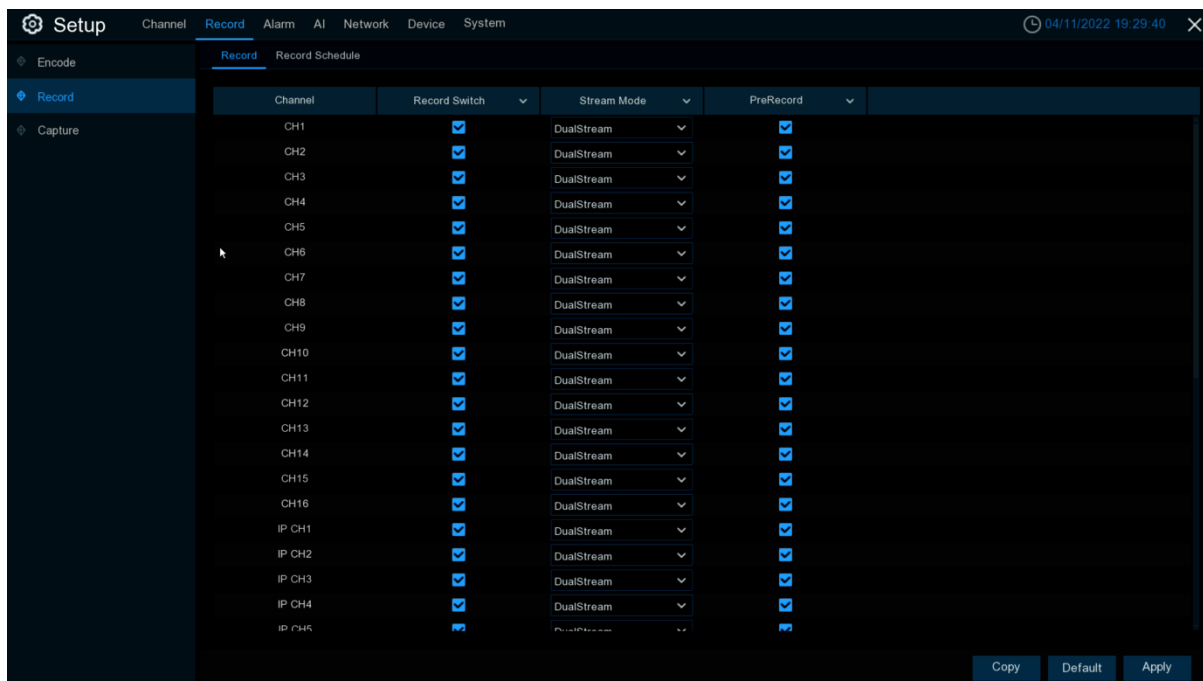 Setup Channel Record Alarm AI Network Device System 04/11/2022 19:29:40
Encode
Record
Capture
Record Record Schedule
Channel Record Switch Stream Mode PreRecord
CH1 DualStream
CH2 DualStream
CH3 DualStream
CH4 DualStream
CH5 DualStream
CH6 DualStream
CH7 DualStream
CH8 DualStream
CH9 DualStream
CH10 DualStream
CH11 DualStream
CH12 DualStream
CH13 DualStream
CH14 DualStream
CH15 DualStream
CH16 DualStream
IP CH1 DualStream
IP CH2 DualStream
IP CH3 DualStream
IP CH4 DualStream
IP CH5 DualStream
Copy Default Apply